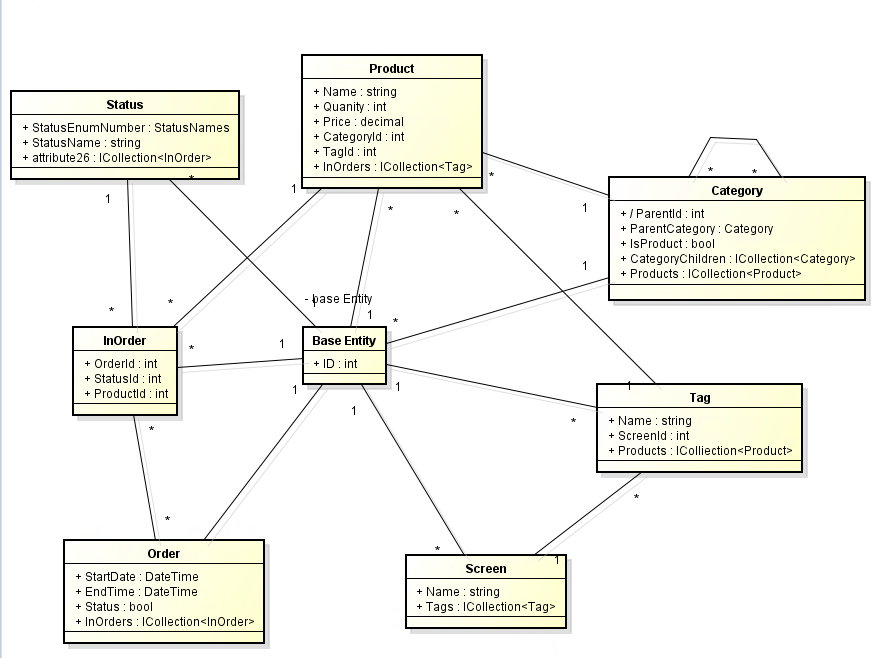 Product
+ Name : string
+ Quanity : int
+ Price : decimal
+ CategoryId : int
+ TagId : int
+ InOrders : ICollection<Tag>
Status
+ StatusEnumNumber : StatusNames
+ StatusName : string
+ attribute26 : ICollection<InOrder>
*
1
1
*
*
*
1
Category
+ / ParentId : int
+ ParentCategory : Category
+ IsProduct : bool
+ CategoryChildren : ICollection<Category>
+ Products : ICollection<Product>
*
*
1
- base Entity
1
1
*
*
*
InOrder
+ OrderId : int
+ StatusId : int
+ ProductId : int
*
1
Base Entity
+ ID : int
1
1
1
1
Tag
+ Name : string
+ ScreenId : int
+ Products : IColliection<Product>
*
*
*
*
Order
+ StartDate : DateTime
+ EndTime : DateTime
+ Status : bool
+ InOrders : ICollection<InOrder>
*
1
Screen
+ Name : string
+ Tags : ICollection<Tag>